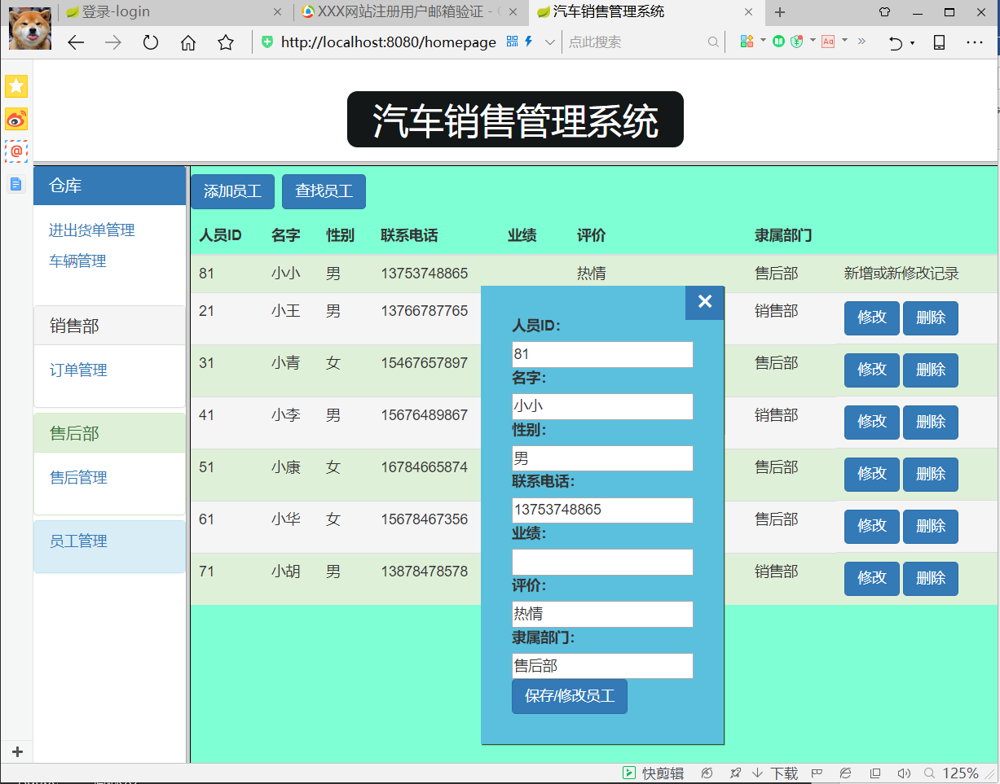 登录-login
XXX网站注册用户邮箱验证 -
汽车销售管理系统
http://localhost:8080/homepage
点此搜索
汽车销售管理系统
仓库
进出货单管理
车辆管理
销售部
订单管理
售后部
售后管理
员工管理
添加员工 查找员工
人员ID 名字 性别 联系电话 业绩 评价 隶属部门
81 小小 男 13753748865 热情 售后部 新增或新修改记录
21 小王 男 13766787765 销售部 修改 删除
31 小青 女 15467657897 售后部 修改 删除
41 小李 男 15676489867 销售部 修改 删除
51 小康 女 16784665874 售后部 修改 删除
61 小华 女 15678467356 售后部 修改 删除
71 小胡 男 13878478578 销售部 修改 删除
×
人员ID：
81
名字：
小小
性别：
男
联系电话：
13753748865
业绩：
评价：
热情
隶属部门：
售后部
保存/修改员工
快剪辑 下载 125%